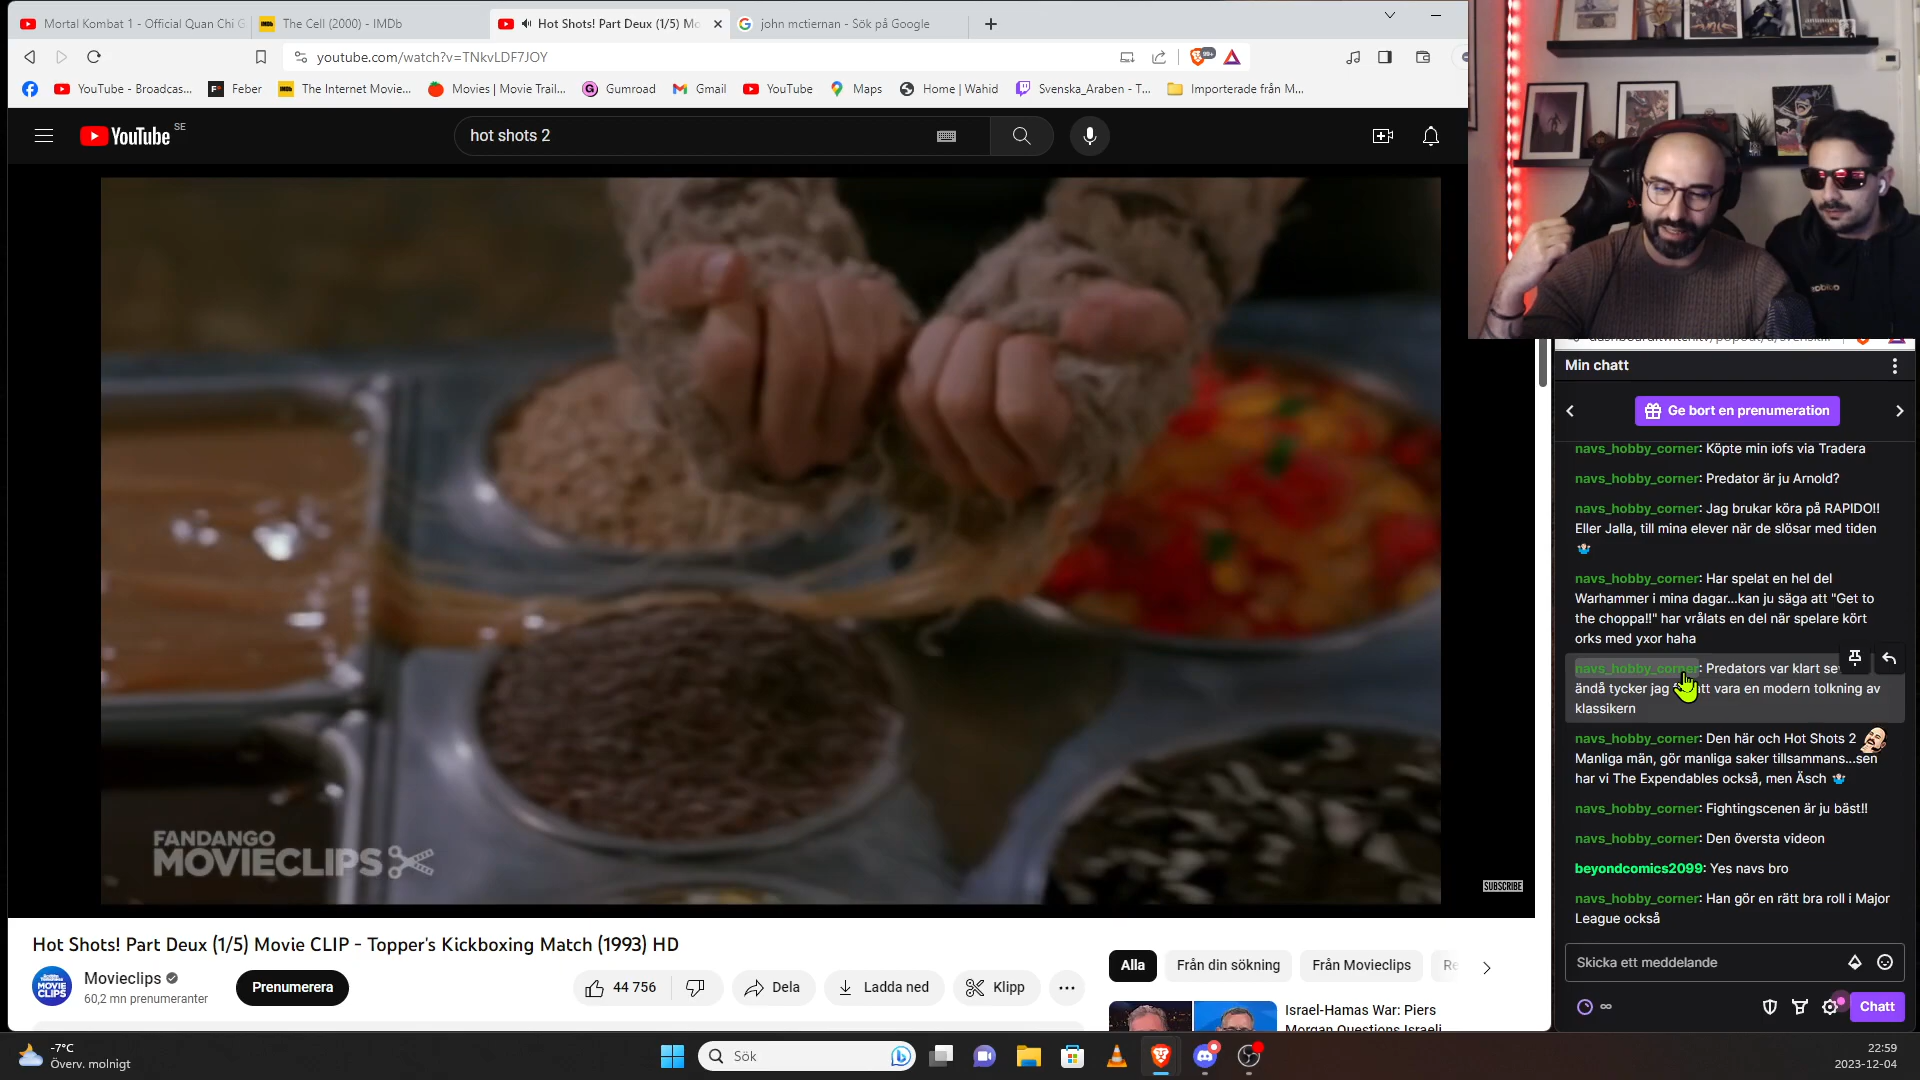 Mortal Kombat 1 - Official Quan Chi G
The Cell (2000) - IMDb
Hot Shots! Part Deux (1/5) Mo
john mctiernan - Sök på Google
youtube.com/watch?v=TNkvLDF7JOY
99+
YouTube - Broadcas...
Feber
The Internet Movie...
Movies | Movie Trail...
Gumroad
Gmail
YouTube
Maps
Home | Wahid
Svenska_Araben - T...
Importerade från M...
YouTube SE
hot shots 2
FANDANGO
MOVIECLIPS
SUBSCRIBE
Hot Shots! Part Deux (1/5) Movie CLIP - Topper's Kickboxing Match (1993) HD
Movieclips
60,2 mn prenumeranter
Prenumerera
44 756
Dela
Ladda ned
Klipp
Alla
Från din sökning
Från Movieclips
Re
Israel-Hamas War: Piers
Morgan Questions Israeli
Min chatt
Ge bort en prenumeration
navs_hobby_corner: Köpte min iofs via Tradera
navs_hobby_corner: Predator är ju Arnold?
navs_hobby_corner: Jag brukar köra på RAPIDO!!
Eller Jalla, till mina elever när de slösar med tiden
navs_hobby_corner: Har spelat en hel del
Warhammer i mina dagar...kan ju säga att "Get to
the choppa!!" har vrålats en del när spelare kört
orks med yxor haha
navs_hobby_corner: Predators var klart
ändå tycker jag att vara en modern tolkning av
klassikern
navs_hobby_corner: Den här och Hot Shots 2
Manliga män, gör manliga saker tillsammans...sen
har vi The Expendables också, men Äsch
navs_hobby_corner: Fightingscenen är ju bäst!!
navs_hobby_corner: Den översta videon
beyondcomics2099: Yes navs bro
navs_hobby_corner: Han gör en rätt bra roll i Major
League också
Skicka ett meddelande
Chatt
-7°C
Överv. molnigt
Sök
22:59
2023-12-04